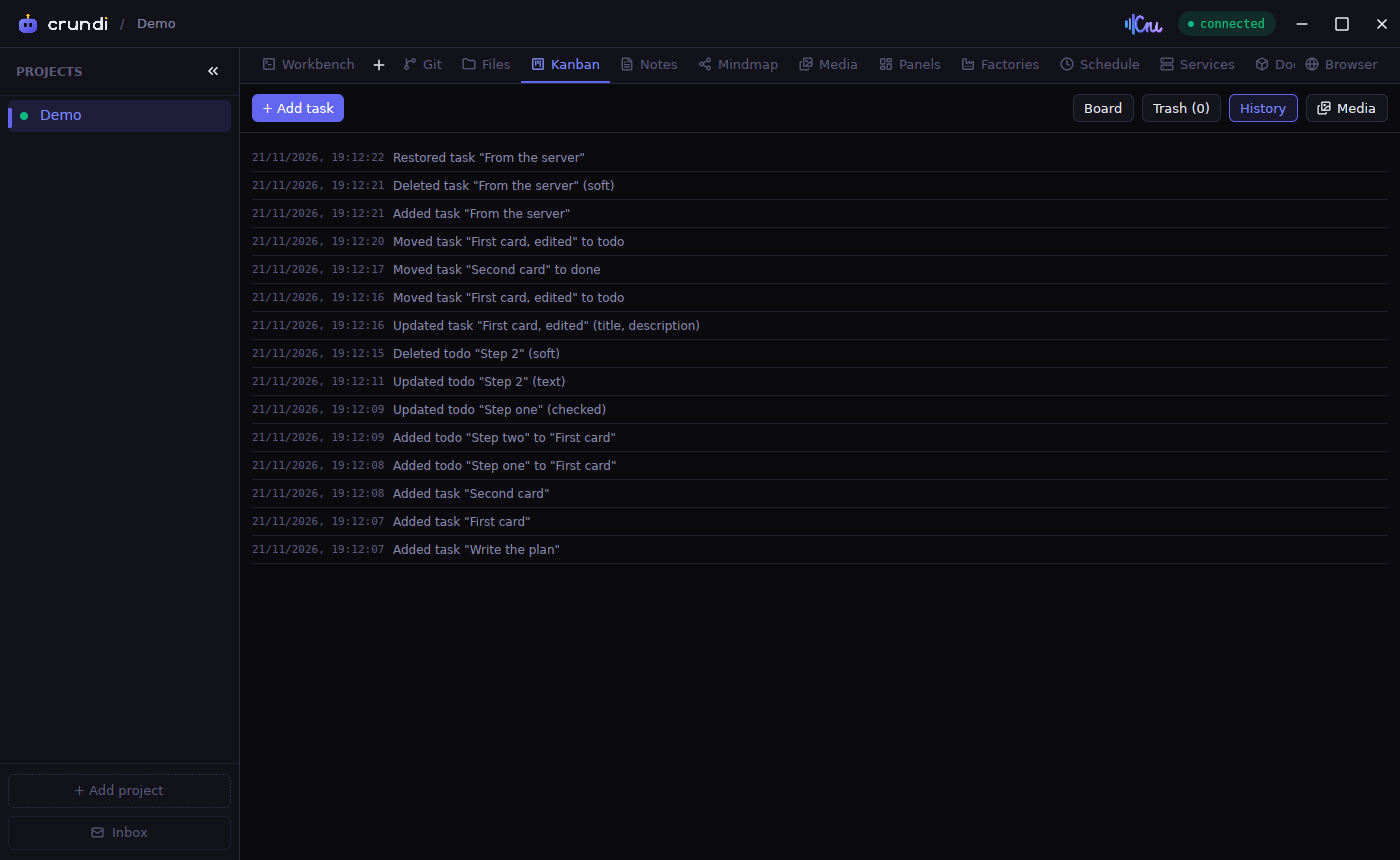 crundi / Demo
Cru
connected
PROJECTS
Workbench + Git Files Kanban Notes Mindmap Media Panels Factories Schedule Services Doc Browser
Demo
+ Add task
Board Trash (0) History Media
21/11/2026, 19:12:22 Restored task "From the server"
21/11/2026, 19:12:21 Deleted task "From the server" (soft)
21/11/2026, 19:12:21 Added task "From the server"
21/11/2026, 19:12:20 Moved task "First card, edited" to todo
21/11/2026, 19:12:17 Moved task "Second card" to done
21/11/2026, 19:12:16 Moved task "First card, edited" to todo
21/11/2026, 19:12:16 Updated task "First card, edited" (title, description)
21/11/2026, 19:12:15 Deleted todo "Step 2" (soft)
21/11/2026, 19:12:11 Updated todo "Step 2" (text)
21/11/2026, 19:12:09 Updated todo "Step one" (checked)
21/11/2026, 19:12:09 Added todo "Step two" to "First card"
21/11/2026, 19:12:08 Added todo "Step one" to "First card"
21/11/2026, 19:12:08 Added task "Second card"
21/11/2026, 19:12:07 Added task "First card"
21/11/2026, 19:12:07 Added task "Write the plan"
+ Add project
Inbox